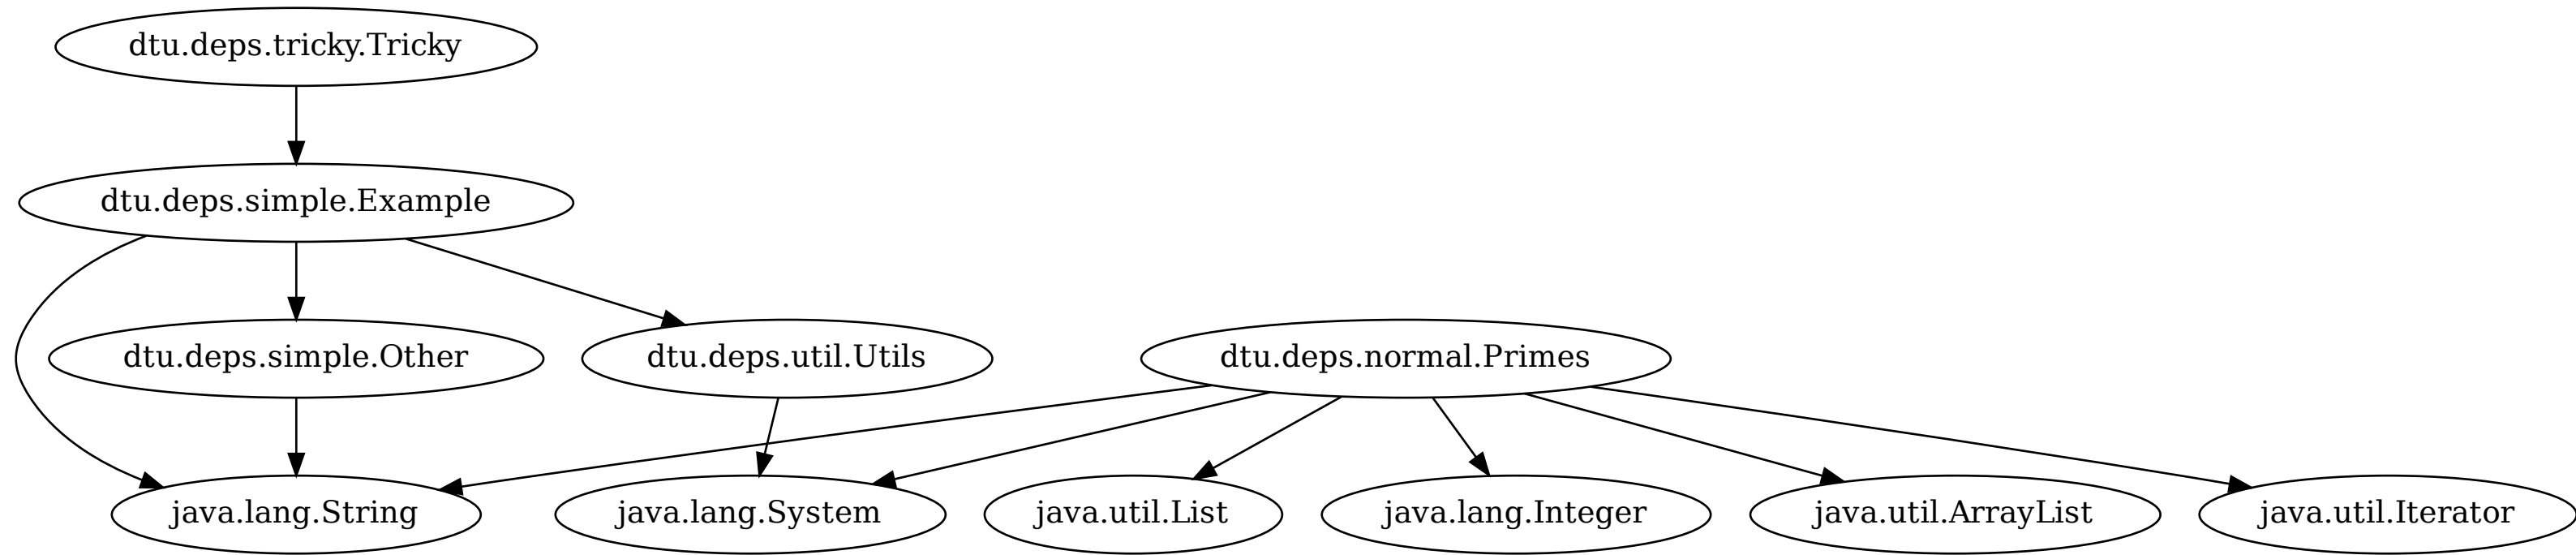 dtu.deps.tricky.Tricky
dtu.deps.simple.Example
dtu.deps.simple.Other
dtu.deps.util.Utils
dtu.deps.normal.Primes
java.lang.String
java.lang.System
java.util.List
java.lang.Integer
java.util.ArrayList
java.util.Iterator